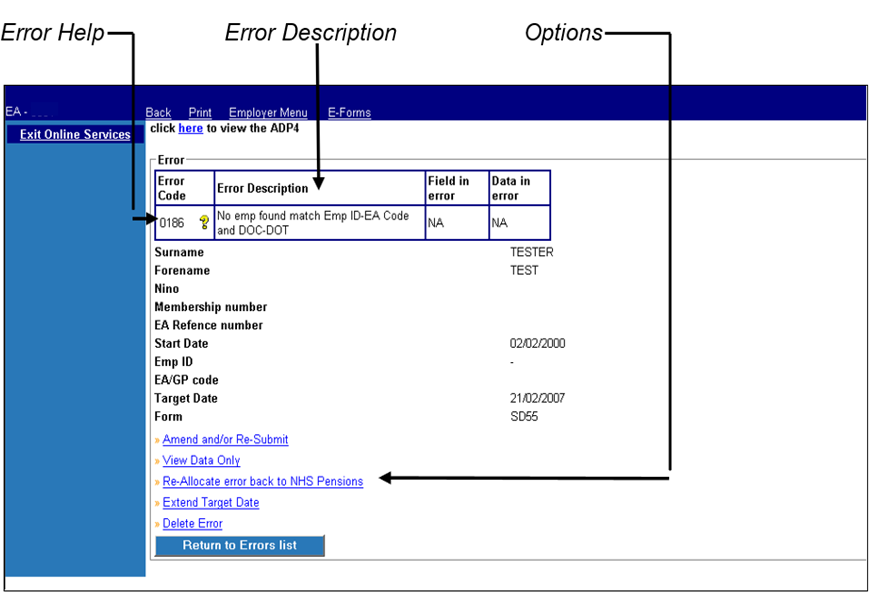 Error Help
Error Description
Options
EA -
Back Print Employer Menu E-Forms
Exit Online Services
click here to view the ADP4
Error
Error Code
Error Description
Field in error
Data in error
0186 ?
No emp found match Emp ID-EA Code
and DOC-DOT
NA
NA
Surname TESTER
Forename TEST
Nino
Membership number
EA Refence number
Start Date 02/02/2000
Emp ID -
EA/GP code
Target Date 21/02/2007
Form SD55
» Amend and/or Re-Submit
» View Data Only
» Re-Allocate error back to NHS Pensions
» Extend Target Date
» Delete Error
Return to Errors list